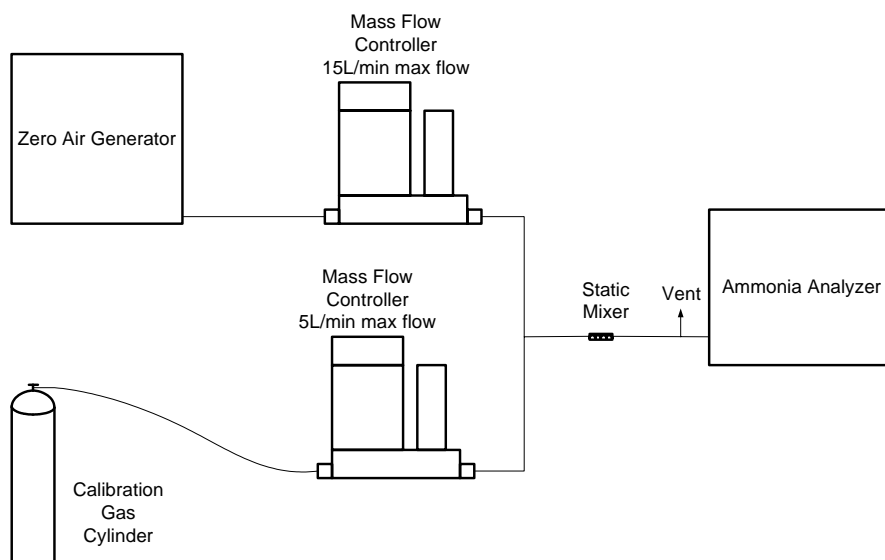 Mass Flow
Controller
15L/min max flow
Zero Air Generator
Mass Flow
Controller
5L/min max flow
Static
Mixer
Vent
Ammonia Analyzer
Calibration
Gas
Cylinder